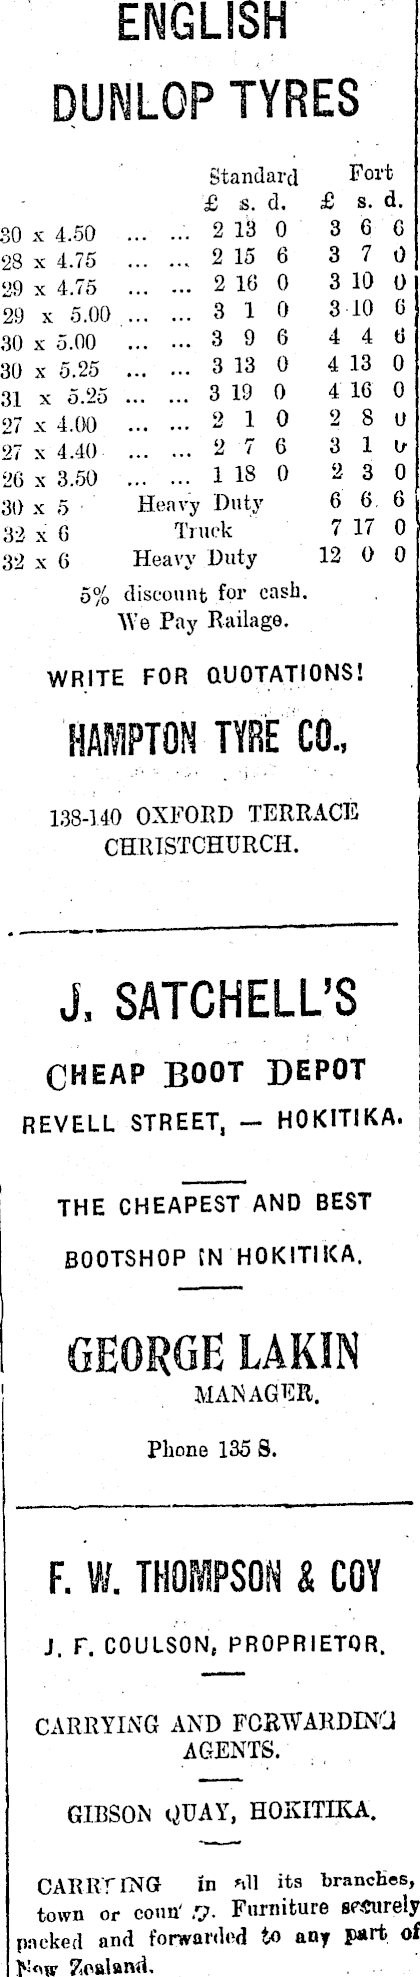 ENGLISH
DUNLOP TYRES
Standard Fort
£ s. d. £ s. d.
30 x 4.50 ... ... 2 13 0 3 6 6
28 x 4.75 ... ... 2 15 6 3 7 0
29 x 4.75 ... ... 2 16 0 3 10 0
29 x 5.00 ... ... 3 1 0 3 10 6
30 x 5.00 ... ... 3 9 6 4 4 6
30 x 5.25 ... ... 3 13 0 4 13 0
31 x 5.25 ... ... 3 19 0 4 16 0
27 x 4.00 ... ... 2 1 0 2 8 0
27 x 4.40 ... ... 2 7 6 3 1
26 x 3.50 ... ... 1 18 0 2 3 0
30 x 5 Heavy Duty 6 6 6
32 x 6 Truck 7 17 0
32 x 6 Heavy Duty 12 0 0
5% discount for cash.
We Pay Railage.
WRITE FOR QUOTATIONS!
HAMPTON TYRE CO.,
138-140 OXFORD TERRACE
CHRISTCHURCH.
J. SATCHELL'S
CHEAP BOOT DEPOT
REVELL STREET, — HOKITIKA.
THE CHEAPEST AND BEST
BOOTSHOP IN HOKITIKA.
GEORGE LAKIN
MANAGER.
Phone 135 S.
F. W. THOMPSON & COY
J. F. COULSON, PROPRIETOR.
CARRYING AND FORWARDING
AGENTS.
GIBSON QUAY, HOKITIKA.
CARRYING in all its branches,
town or . Furniture securely
packed and forwarded to any part of
New Zealand.